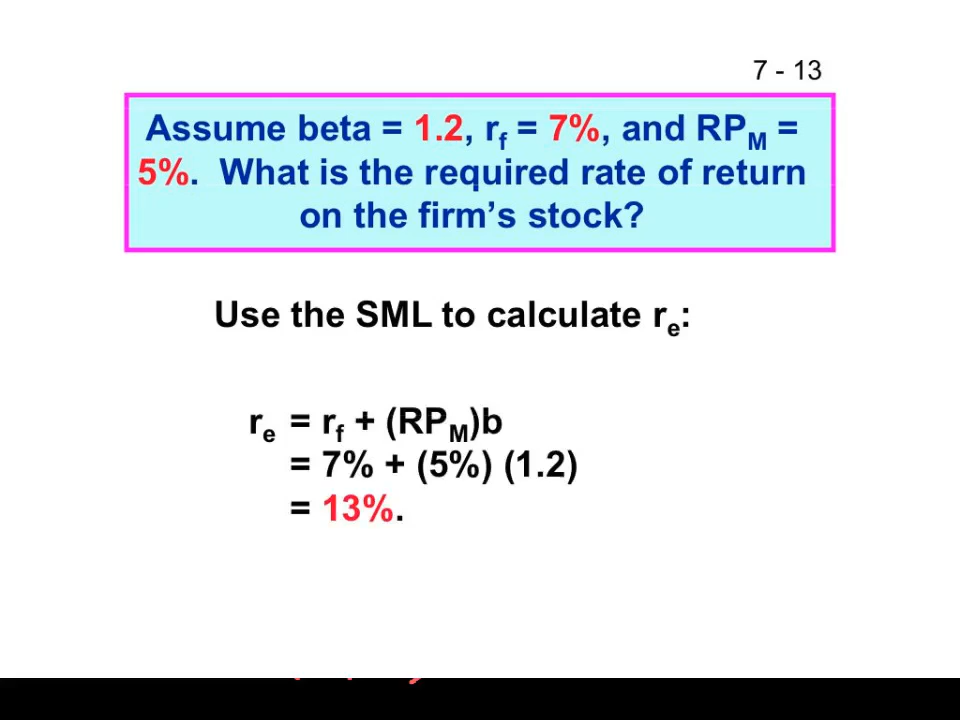 7 - 13
Assume beta = 1.2, rf = 7%, and RPM =
5%. What is the required rate of return
on the firm’s stock?
Use the SML to calculate re:
re = rf + (RPM)b
= 7% + (5%) (1.2)
= 13%.